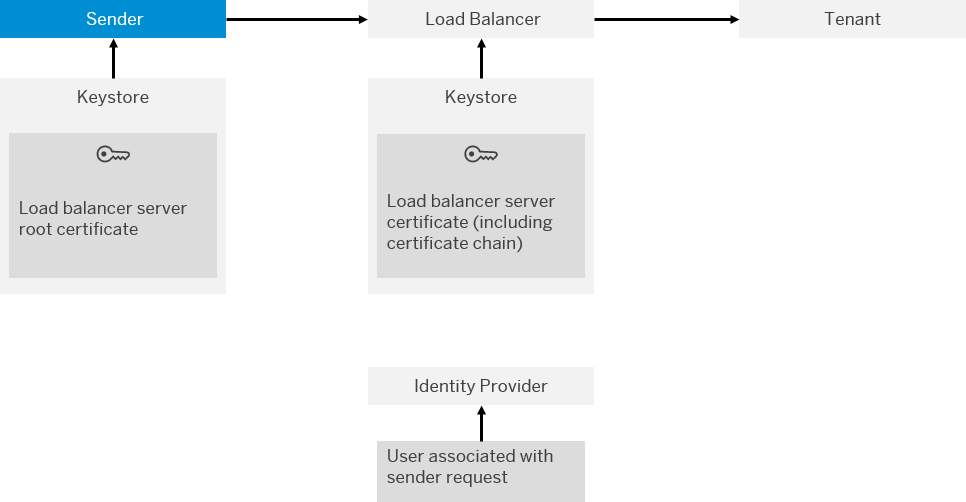 Sender
Load Balancer
Tenant
Keystore
Keystore
Load balancer server
root certificate
Load balancer server
certificate (including
certificate chain)
Identity Provider
User associated with
sender request